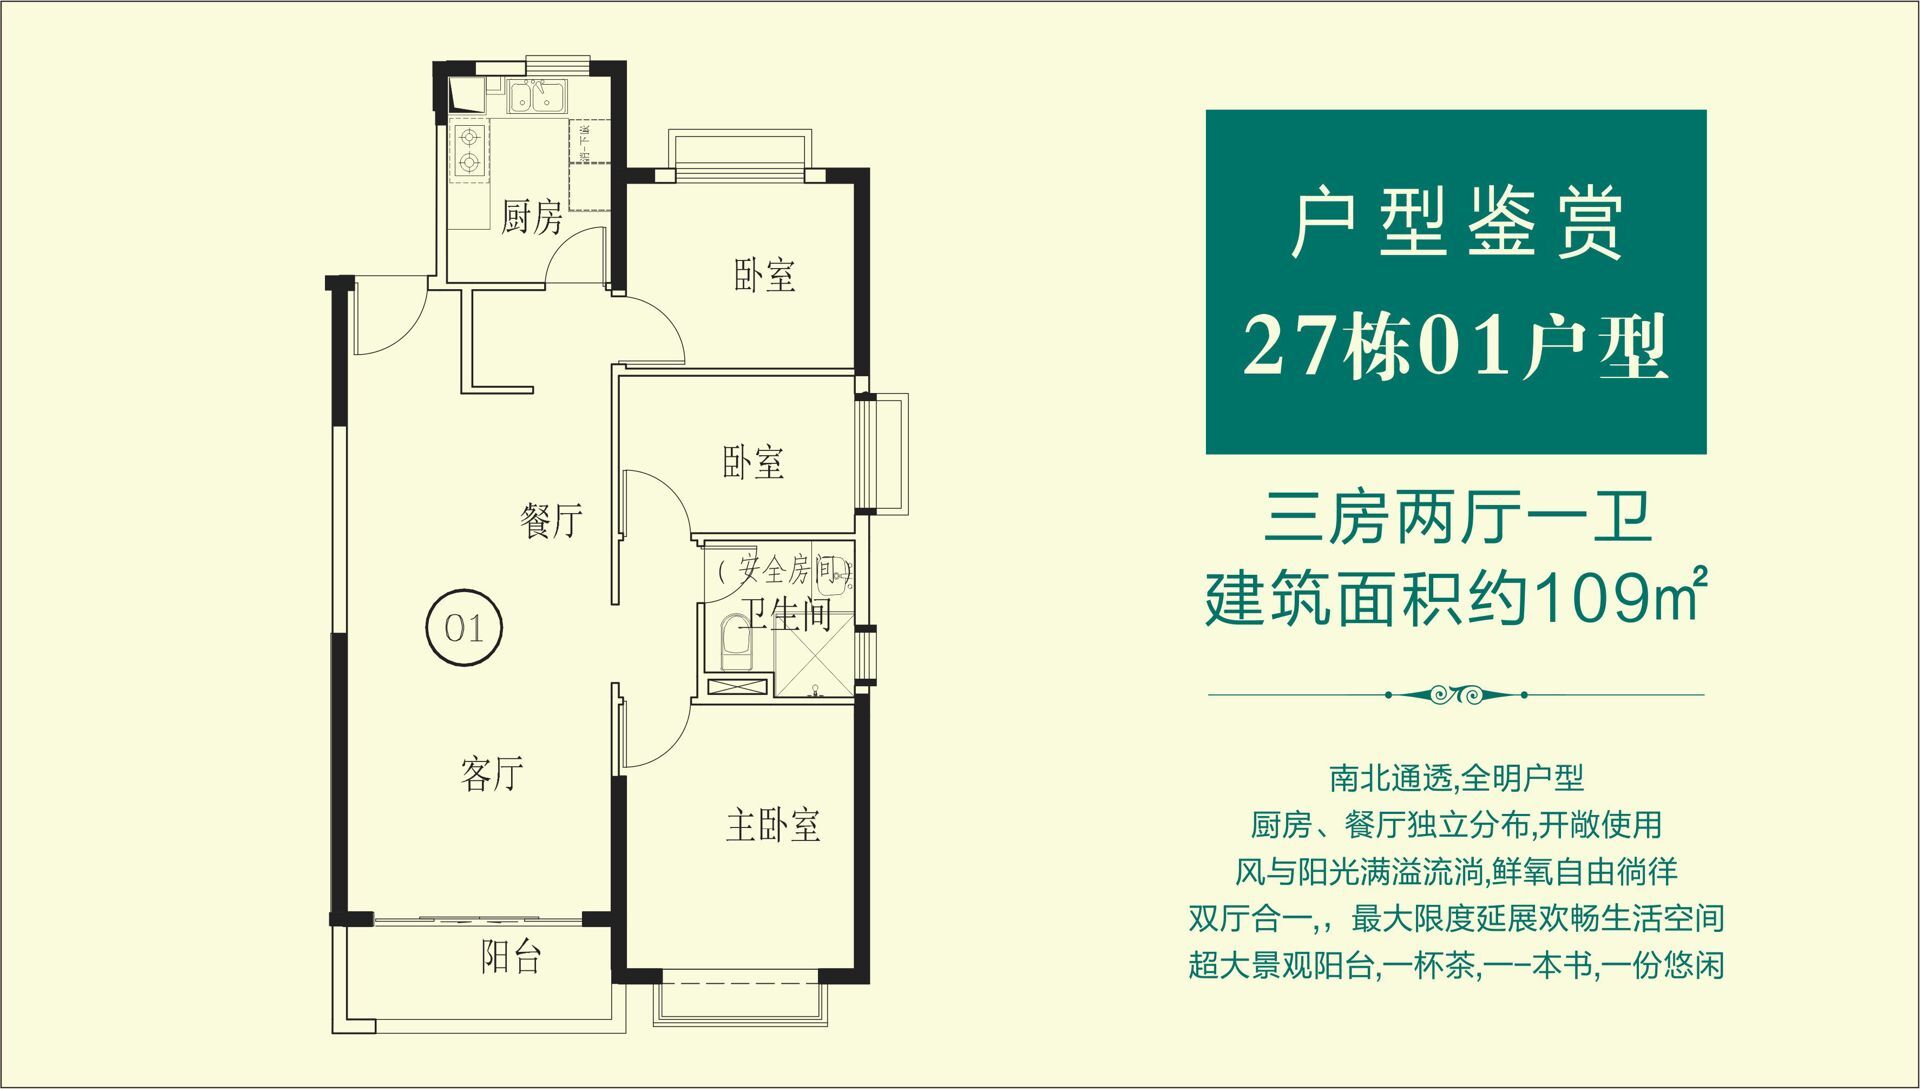 厨房
卧室
卧室
餐厅
(安全房间)
卫生间
01
客厅
主卧室
阳台
户型鉴赏
27栋01户型
三房两厅一卫
建筑面积约109㎡
南北通透,全明户型
厨房、餐厅独立分布,开敞使用
风与阳光满溢流淌,鲜氧自由徜徉
双厅合一,，最大限度延展欢畅生活空间
超大景观阳台,一杯茶,一-本书,一份悠闲